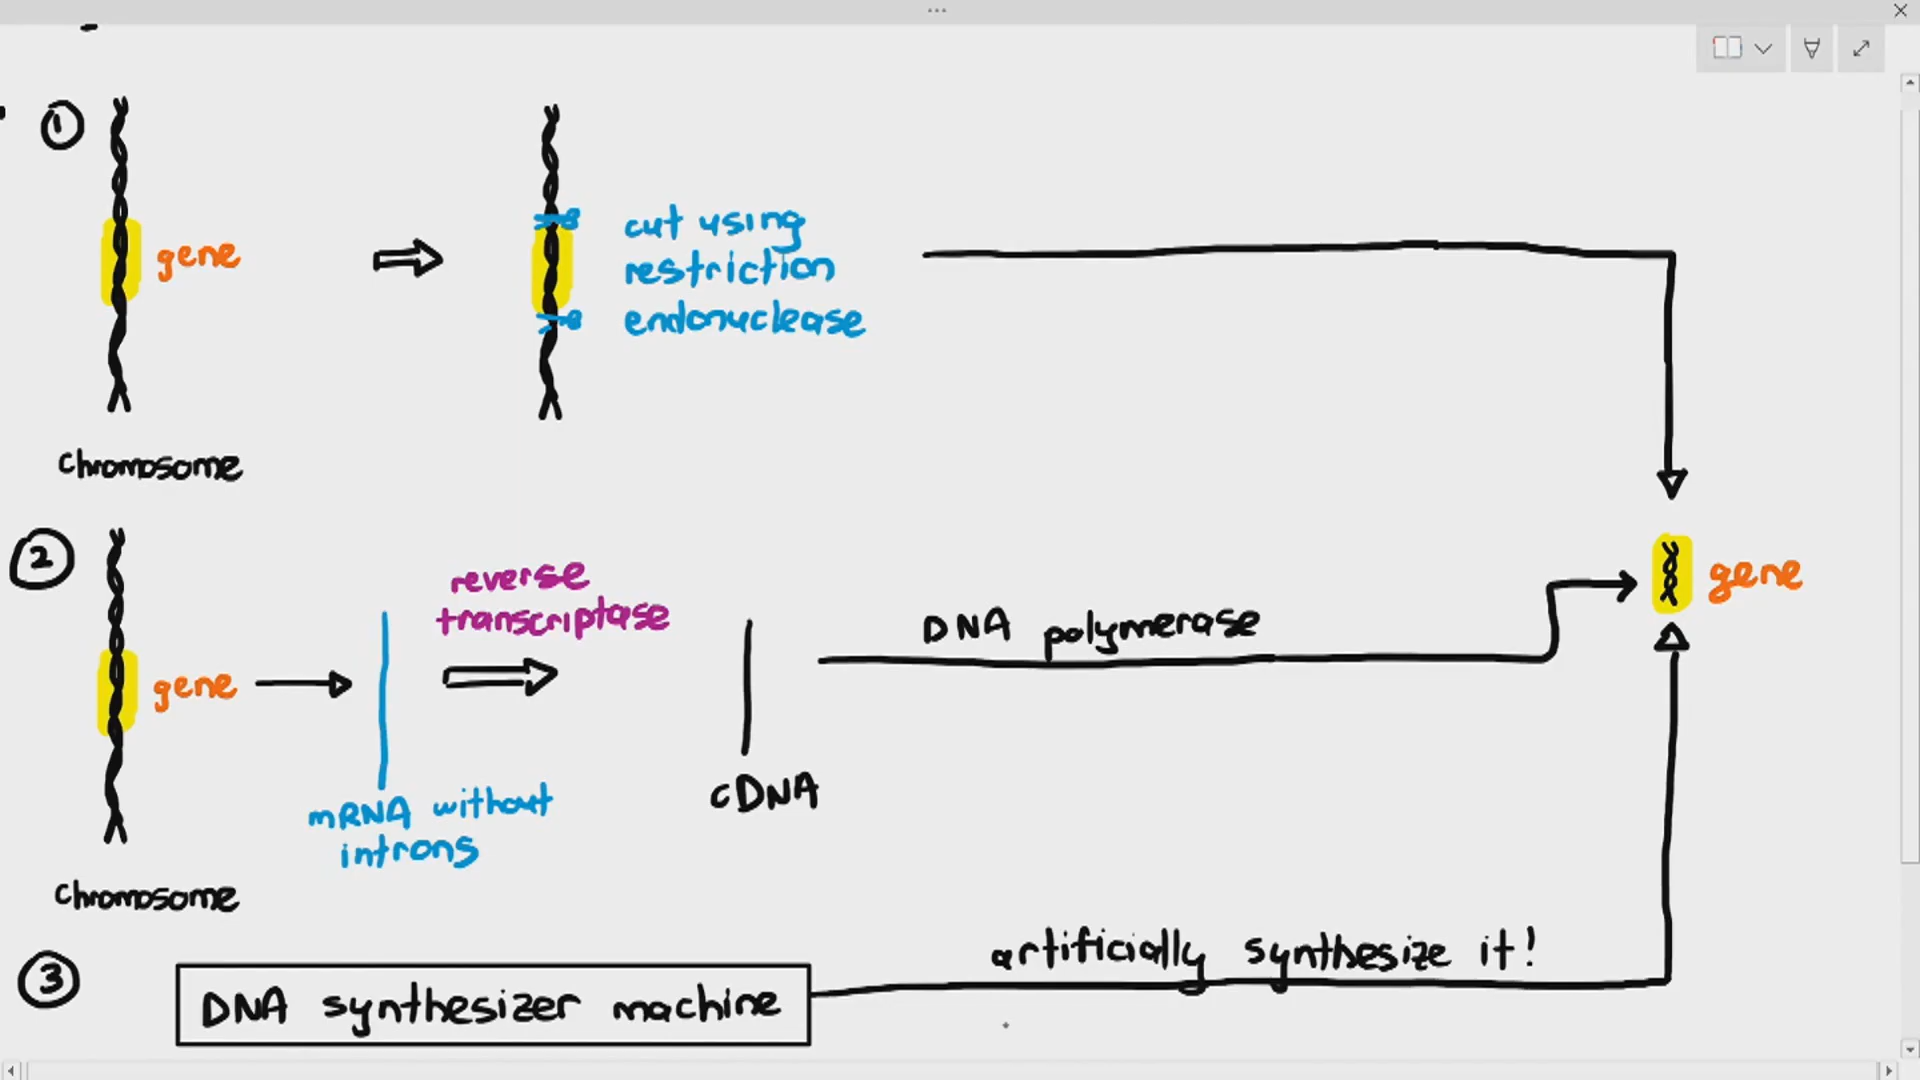 1
gene
cut using
restriction
endonuclease
chromosome
2
gene
reverse
transcriptase
mRNA without
introns
cDNA
DNA polymerase
gene
chromosome
3
DNA synthesizer machine
artificially synthesize it!